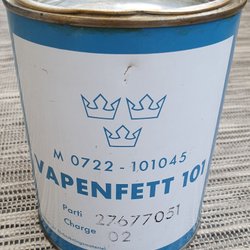 M 0722-101045
VAPENFETT 101
Parti 27677051
Charge 02